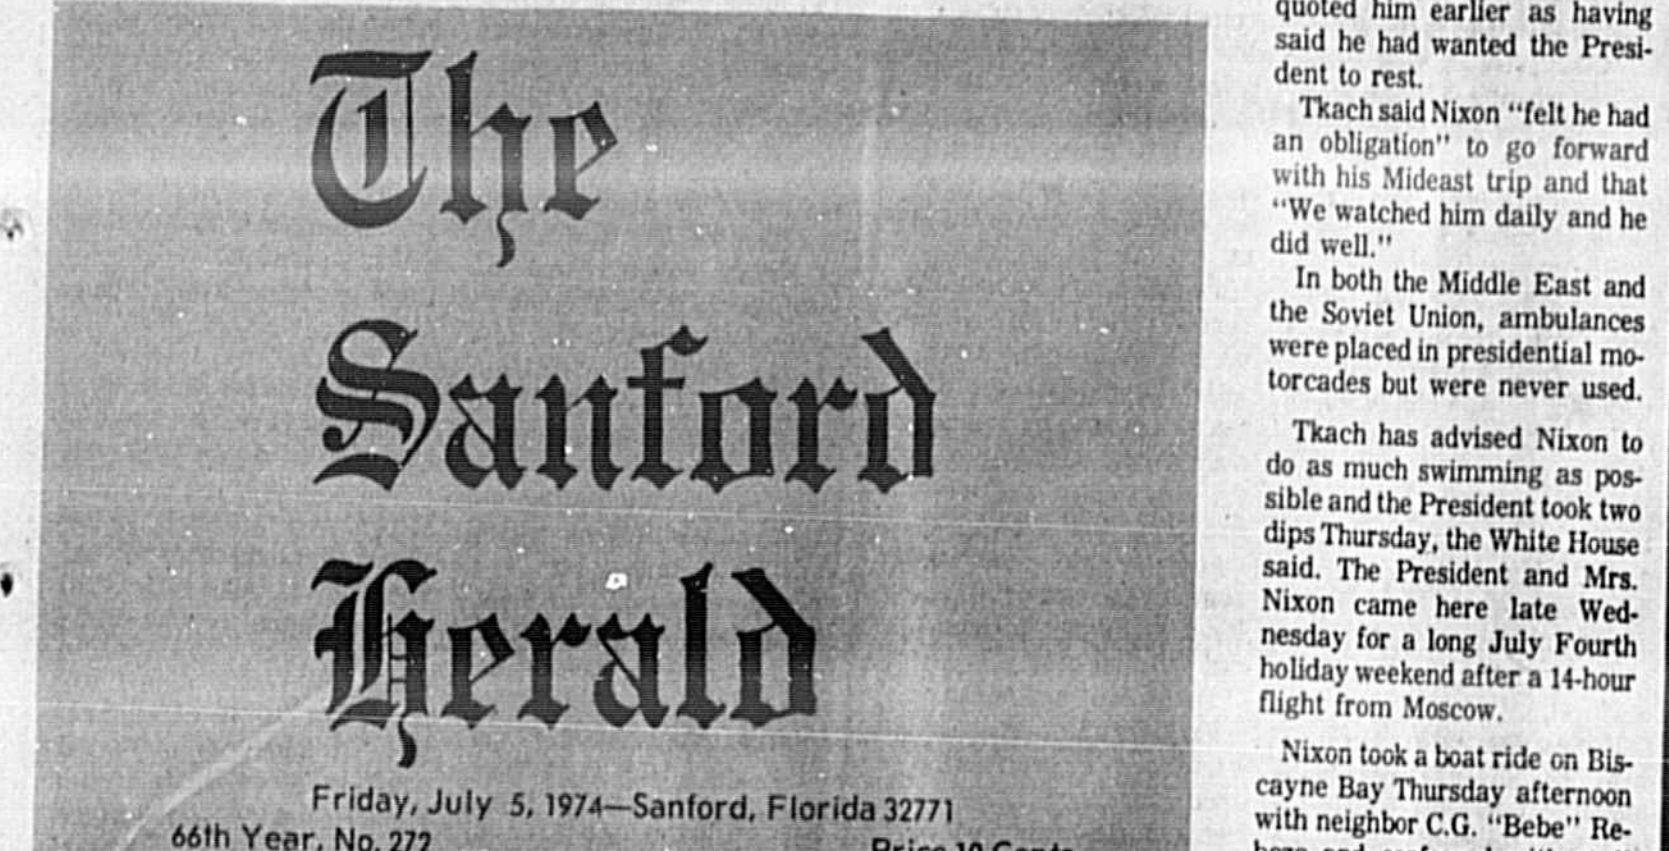 The
Sanford
Herald
Friday, July 5, 1974—Sanford, Florida 32771
66th Year, No. 272
Price 10 Cents
quoted him earlier as having
said he had wanted the Presi-
dent to rest.
Tkach said Nixon "felt he had
an obligation" to go forward
with his Mideast trip and that
"We watched him daily and he
did well."
In both the Middle East and
the Soviet Union, ambulances
were placed in presidential mo-
torcades but were never used.
Tkach has advised Nixon to
do as much swimming as pos-
sible and the President took two
dips Thursday, the White House
said. The President and Mrs.
Nixon came here late Wed-
nesday for a long July Fourth
holiday weekend after a 14-hour
flight from Moscow.
Nixon took a boat ride on Bis-
cayne Bay Thursday afternoon
with neighbor C.G. "Bebe" Re-